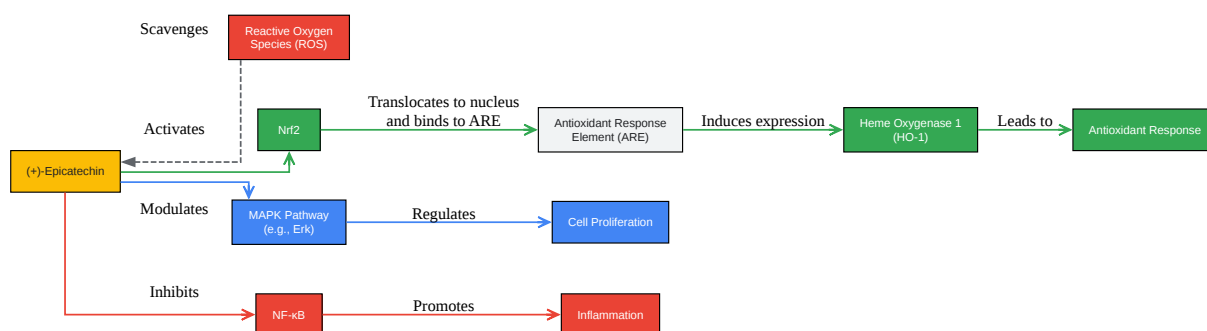 Scavenges
Reactive Oxygen
Species (ROS)
Translocates to nucleus
and binds to ARE
Activates
Nrf2
Antioxidant Response
Element (ARE)
Induces expression
Heme Oxygenase 1
(HO-1)
Leads to
Antioxidant Response
(+)-Epicatechin
Modulates
MAPK Pathway
(e.g., Erk)
Regulates
Cell Proliferation
Inhibits
NF-κB
Promotes
Inflammation